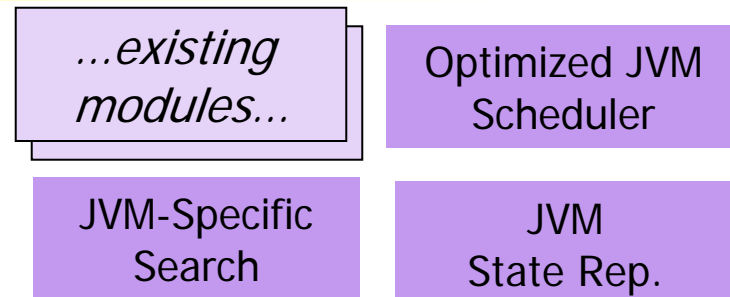 ...existing
modules...
Optimized JVM
Scheduler
JVM-Specific
Search
JVM
State Rep.